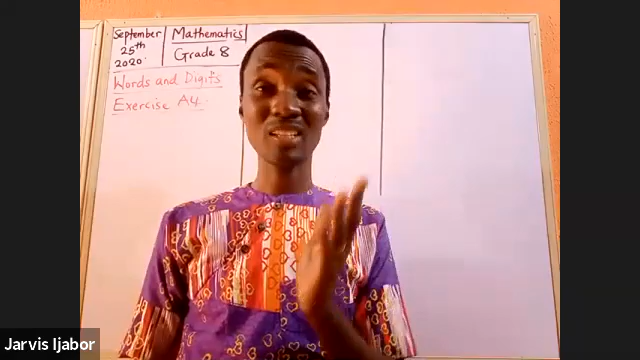 September
25th
2020.
Mathematics
Grade 8
Words and Digits
Exercise A4.
Jarvis Ijabor